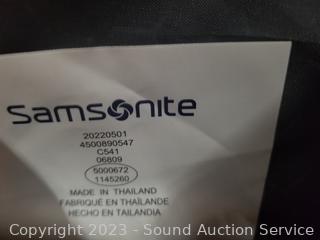 Samsonite
20220501
4500890547
C541
06809
5000672
1145260
MADE IN THAILAND
FABRIQUÉ EN THAÏLANDE
HECHO EN TAILANDIA
Copyright 2023 - Sound Auction Service